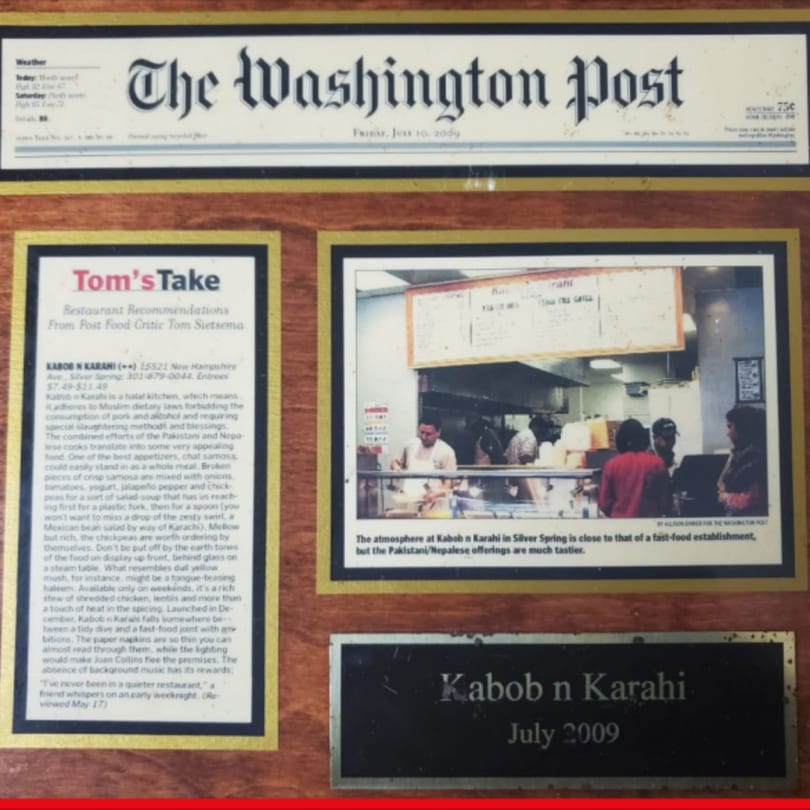 Weather
The Washington Post
Today:
Saturday:
75¢
Friday, July 10, 2009
Tom's Take
Restaurant Recommendations
From Post Food Critic Tom Sietsema
KABOB N KARAHI (★★) 15521 New Hampshire
Ave., Silver Spring; 301-879-0044. Entrees
$7.49-$11.49
Kabob n Karahi is a halal kitchen, which means
it adheres to Muslim dietary laws forbidding the
consumption of pork and alcohol and requiring
special slaughtering methods and blessings.
The combined efforts of the Pakistani and Nepa-
lese cooks translate into some very appealing
food. One of the best appetizers, chat samosa,
could easily stand in as a whole meal. Broken
pieces of crisp samosa are mixed with onions,
tomatoes, yogurt, jalapeño pepper and chick-
peas for a sort of salad-soup that has us reach-
ing first for a plastic fork, then for a spoon (you
won't want to miss a drop of the zesty swirl, a
Mexican bean salad by way of Karachi). Mellow
but rich, the chickpeas are worth ordering by
themselves. Don't be put off by the earth tones
of the food on display up front, behind glass on
a steam table. What resembles dull yellow
mush, for instance, might be a tongue-teasing
haleem. Available only on weekends, it's a rich
stew of shredded chicken, lentils and more than
a touch of heat in the spicing. Launched in De-
cember, Kabob n Karahi falls somewhere be-
tween a tidy dive and a fast-food joint with am-
bitions. The paper napkins are so thin you can
almost read through them, while the lighting
would make Joan Collins flee the premises. The
absence of background music has its rewards:
"I've never been in a quieter restaurant," a
friend whispers on an early weeknight. (Re-
viewed May 17)
BY ALLISON DINNER FOR THE WASHINGTON POST
The atmosphere at Kabob n Karahi in Silver Spring is close to that of a fast-food establishment,
but the Pakistani/Nepalese offerings are much tastier.
Kabob n Karahi
July 2009